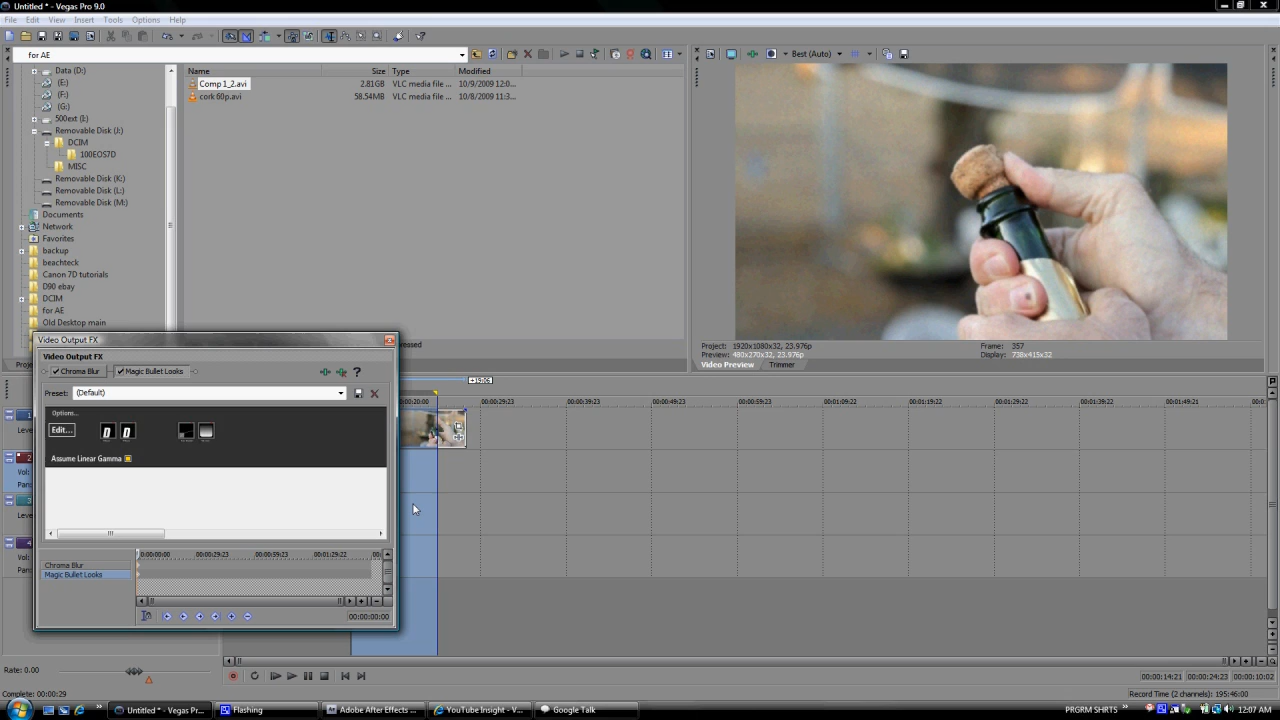 Untitled * - Vegas Pro 9.0
File Edit View Insert Tools Options Help
for AE
Best (Auto)
Data (D:)
(E:)
(F:)
(G:)
500ext (I:)
Removable Disk (J:)
DCIM
100EOS7D
MISC
Removable Disk (K:)
Removable Disk (L:)
Removable Disk (M:)
Documents
Network
Favorites
backup
beachteck
Canon 7D tutorials
D90 ebay
DCIM
for AE
Old Desktop main
Name Size Type Modified
Comp 1_2.avi 2.81GB VLC media file ... 10/9/2009 12:0...
cork 60p.avi 58.54MB VLC media file ... 10/8/2009 11:3...
Project: 1920x1080x32, 23.976p Frame: 357
Preview: 480x270x32, 23.976p Display: 738x415x32
Video Preview Trimmer
Video Output FX
Video Output FX
Chroma Blur Magic Bullet Looks
Preset: (Default)
Options...
Edit...
Assume Linear Gamma
0:00:00:00 00:00:29:23 00:00:59:23 00:01:29:22 00:
Chroma Blur
Magic Bullet Looks
00:00:00:00
+19:06
00:00:29:23 00:00:39:23 00:00:49:23 00:00:59:23 00:01:09:22 00:01:19:22 00:01:29:22 00:01:39:22 00:01:49:21
Rate: 0.00
00:00:14:21 00:00:24:23 00:00:10:02
Complete: 00:00:29
Record Time (2 channels): 195:46:00
Untitled * - Vegas Pr... Flashing Adobe After Effects ... YouTube Insight - V... Google Talk PRGRM SHRTS 12:07 AM